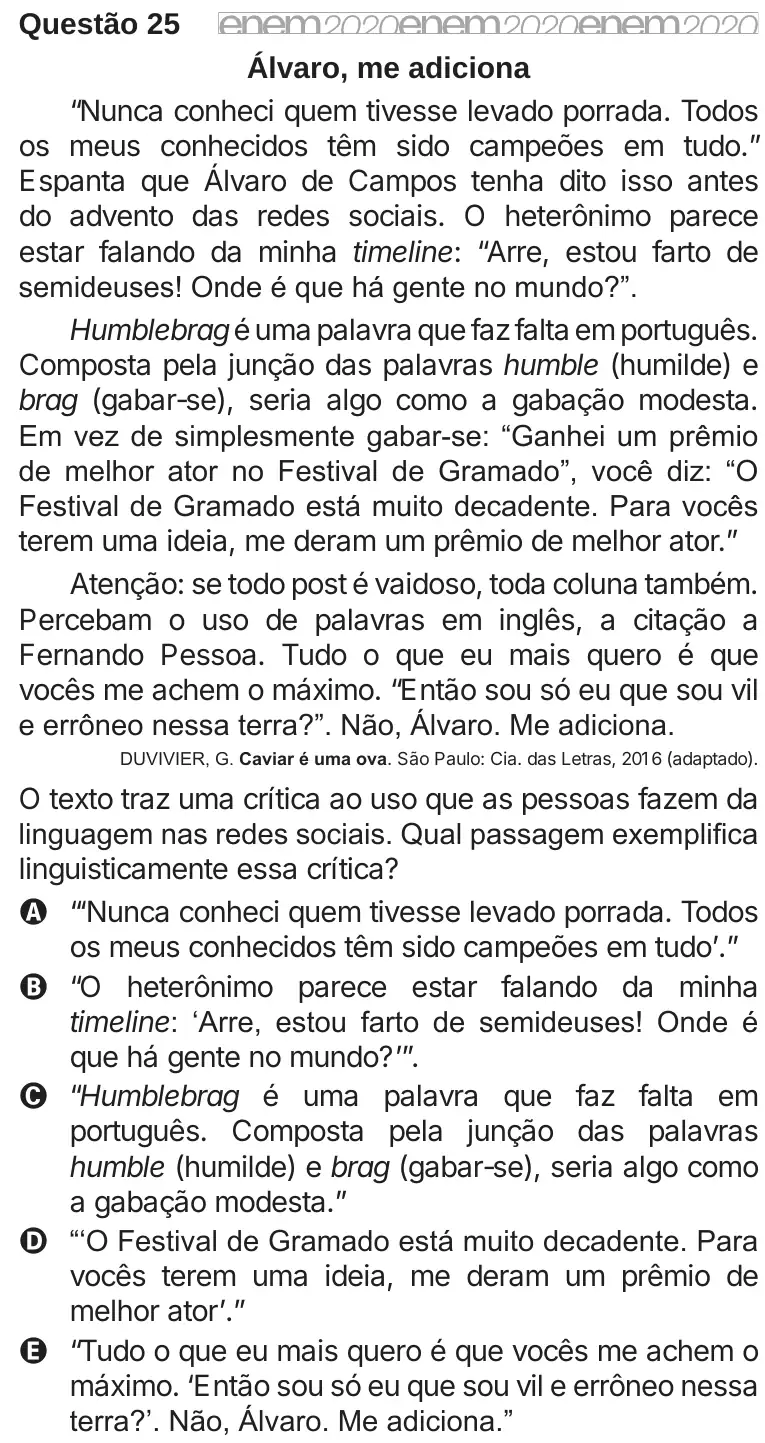 Questão 25 enem2020enem2020enem2020
Álvaro, me adiciona
“Nunca conheci quem tivesse levado porrada. Todos
os meus conhecidos têm sido campeões em tudo.”
Espanta que Álvaro de Campos tenha dito isso antes
do advento das redes sociais. O heterônimo parece
estar falando da minha timeline: “Arre, estou farto de
semideuses! Onde é que há gente no mundo?”.
Humblebrag é uma palavra que faz falta em português.
Composta pela junção das palavras humble (humilde) e
brag (gabar-se), seria algo como a gabação modesta.
Em vez de simplesmente gabar-se: “Ganhei um prêmio
de melhor ator no Festival de Gramado”, você diz: “O
Festival de Gramado está muito decadente. Para vocês
terem uma ideia, me deram um prêmio de melhor ator.”
Atenção: se todo post é vaidoso, toda coluna também.
Percebam o uso de palavras em inglês, a citação a
Fernando Pessoa. Tudo o que eu mais quero é que
vocês me achem o máximo. “Então sou só eu que sou vil
e errôneo nessa terra?”. Não, Álvaro. Me adiciona.
DUVIVIER, G. Caviar é uma ova. São Paulo: Cia. das Letras, 2016 (adaptado).
O texto traz uma crítica ao uso que as pessoas fazem da
linguagem nas redes sociais. Qual passagem exemplifica
linguisticamente essa crítica?
A “‘Nunca conheci quem tivesse levado porrada. Todos
os meus conhecidos têm sido campeões em tudo’.”
B “O heterônimo parece estar falando da minha
timeline: ‘Arre, estou farto de semideuses! Onde é
que há gente no mundo?’”.
C “Humblebrag é uma palavra que faz falta em
português. Composta pela junção das palavras
humble (humilde) e brag (gabar-se), seria algo como
a gabação modesta.”
D “‘O Festival de Gramado está muito decadente. Para
vocês terem uma ideia, me deram um prêmio de
melhor ator’.”
E “Tudo o que eu mais quero é que vocês me achem o
máximo. ‘Então sou só eu que sou vil e errôneo nessa
terra?’. Não, Álvaro. Me adiciona.”